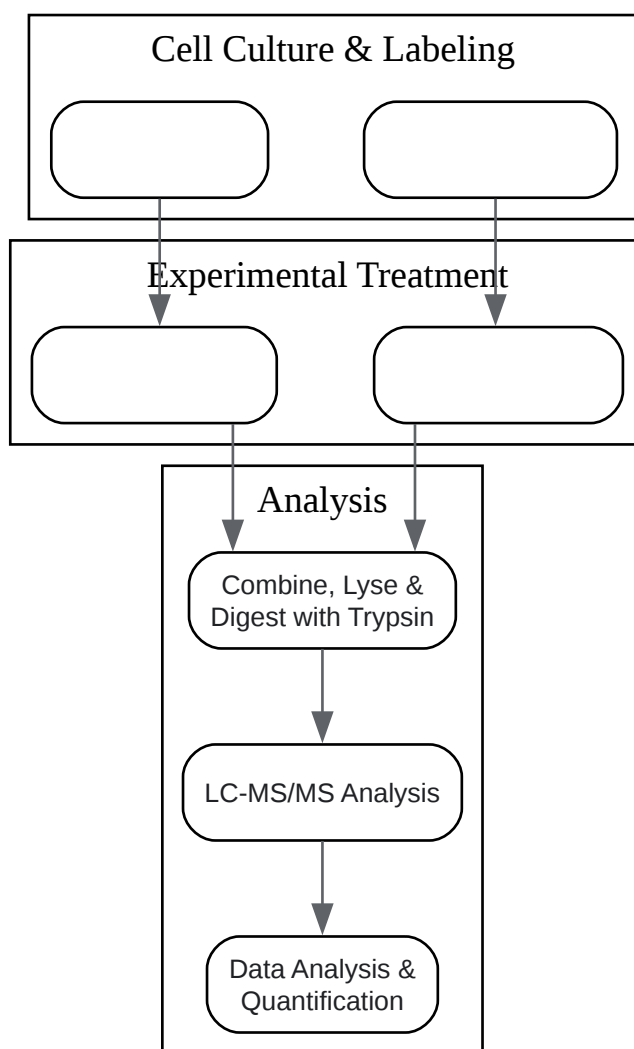 Cell Culture & Labeling
Experimental Treatment
Analysis
Combine, Lyse &
Digest with Trypsin
LC-MS/MS Analysis
Data Analysis &
Quantification